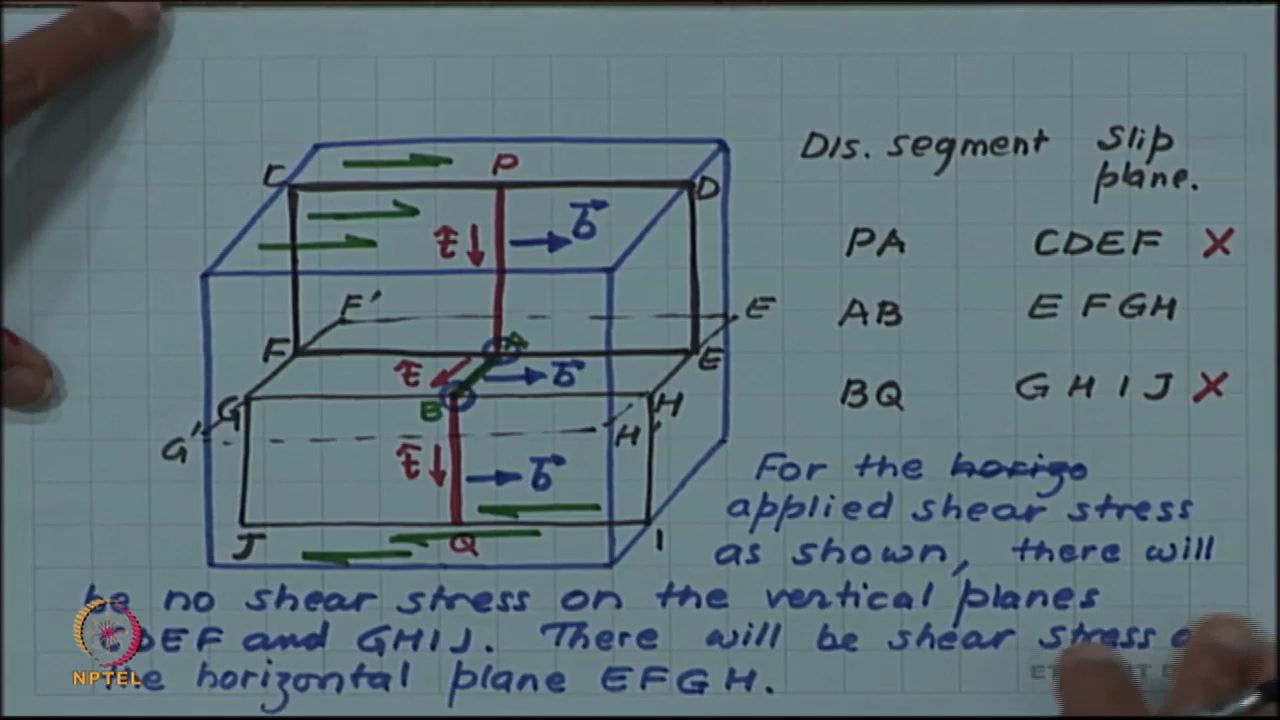 Dis. segment Slip plane.
PA CDEF X
AB EFGH
BQ GHIJ X
C P D
t b
F' E'
F A E
t b
G B H
G' H'
t b
J Q I
For the horizo
applied shear stress
as shown, there will
be no shear stress on the vertical planes
CDEF and GHIJ. There will be shear stress
the horizontal plane EFGH.
NPTEL